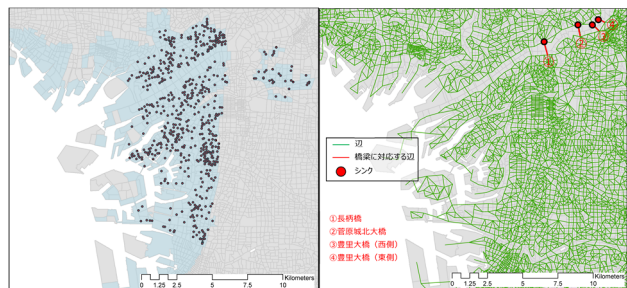 Kilometers
0 1.25 2.5 5 7.5 10
①
②
③
辺
橋梁に対応する辺
シンク
①長柄橋
②菅原城北大橋
③豊里大橋（西側）
④豊里大橋（東側）
Kilometers
0 1.25 2.5 5 7.5 10